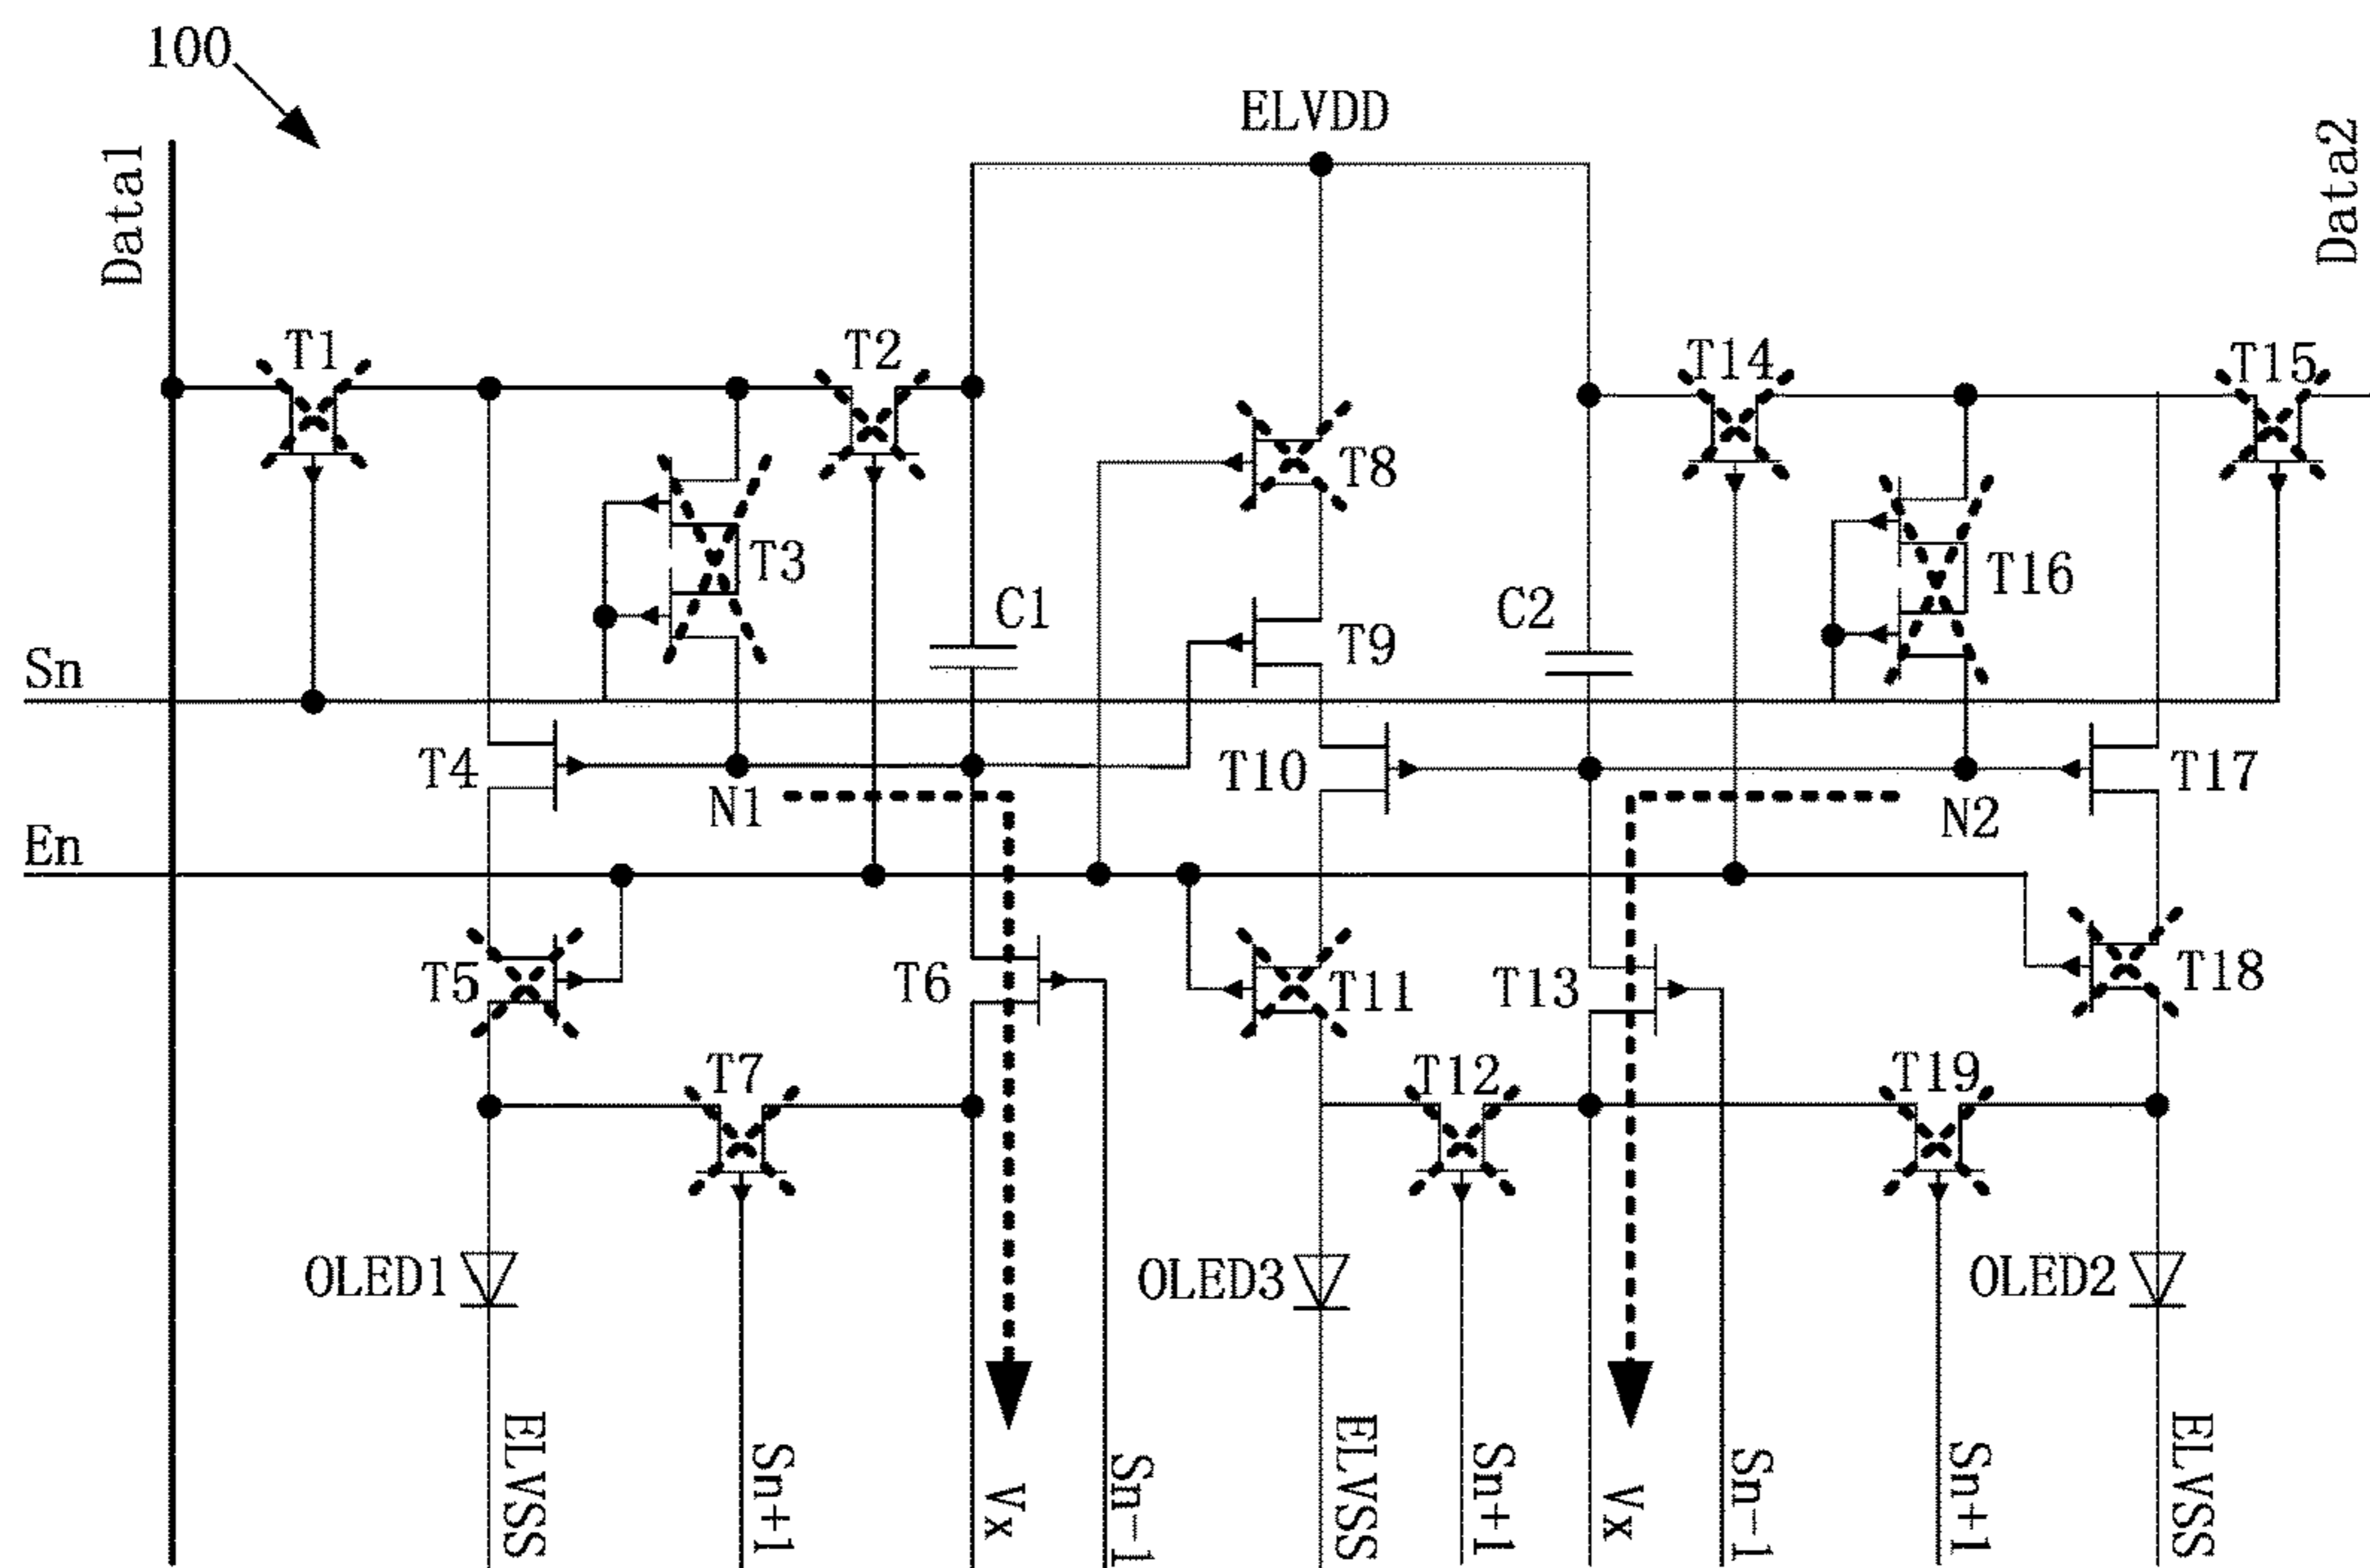 100
ELVDD
Data1
Data2
T1
T2
T14
T15
T8
T3
T16
C1
C2
T9
Sn
T4
T10
T17
N1
N2
En
T5
T6
T11
T13
T18
T7
T12
T19
OLED1
OLED3
OLED2
ELVSS
Sn+1
Vx
Sn-1
ELVSS
Sn+1
Vx
Sn-1
Sn+1
ELVSS